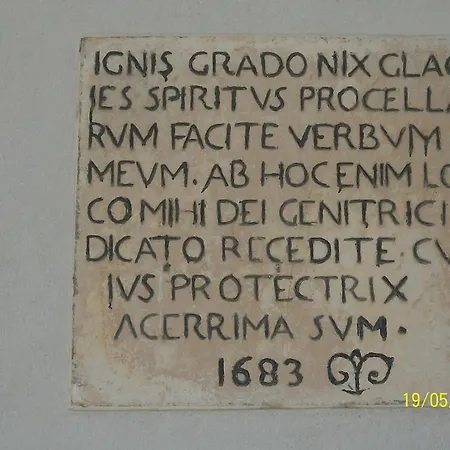 IGNIS GRADO NIX GLAC
IES SPIRITVS PROCELLA
RVM FACITE VERBVM
MEVM. AB HOC ENIM LO
CO MIHI DEI GENITRICI
DICATO RECEDITE CV
IVS PROTECTRIX
ACERRIMA SVM.
1683
19/05